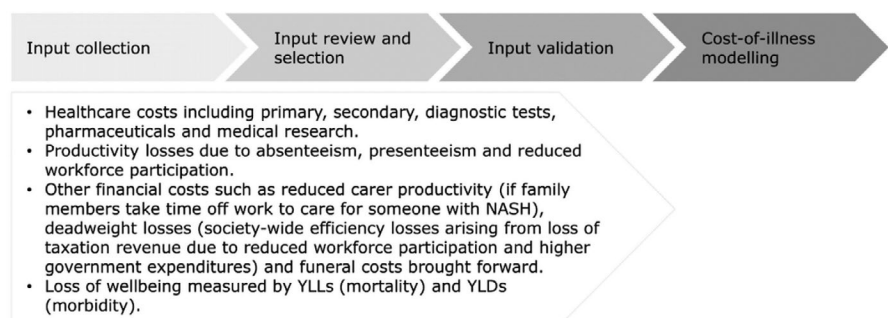 Input collection
Input review and
selection
Input validation
Cost-of-illness
modelling
• Healthcare costs including primary, secondary, diagnostic tests,
pharmaceuticals and medical research.
• Productivity losses due to absenteeism, presenteeism and reduced
workforce participation.
• Other financial costs such as reduced carer productivity (if family
members take time off work to care for someone with NASH),
deadweight losses (society-wide efficiency losses arising from loss of
taxation revenue due to reduced workforce participation and higher
government expenditures) and funeral costs brought forward.
• Loss of wellbeing measured by YLLs (mortality) and YLDs
(morbidity).